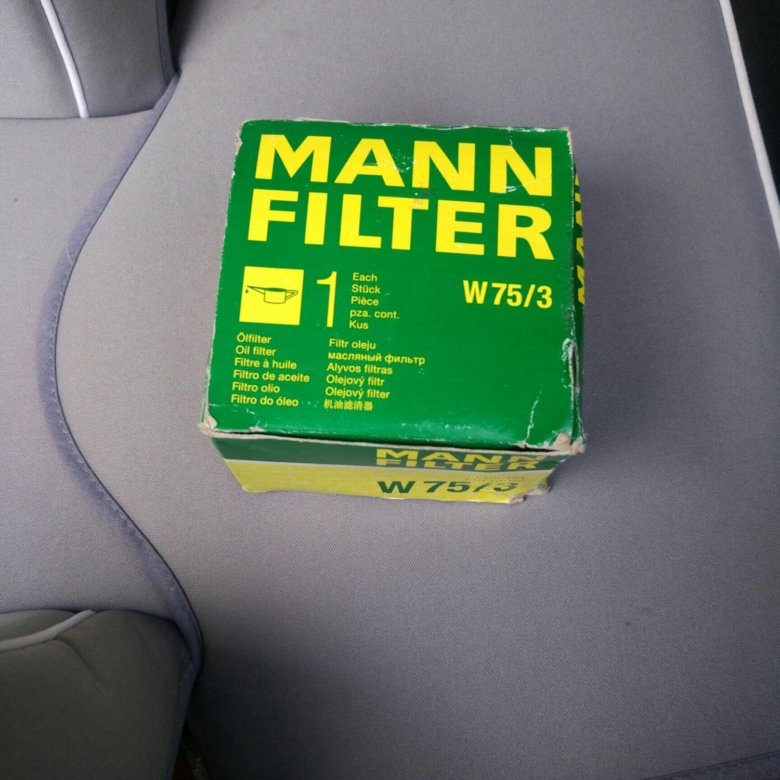 MANN
FILTER
1
Each
Stück
Pièce
pza. cont.
Kus
W 75/3
Ölfilter
Oil filter
Filtre à huile
Filtro de aceite
Filtro olio
Filtro do óleo
Filtr oleju
масляный фильтр
Alyvos filtras
Olejový filtr
Olejový filter
机油滤清器
MANN
FILTER
W 75/3